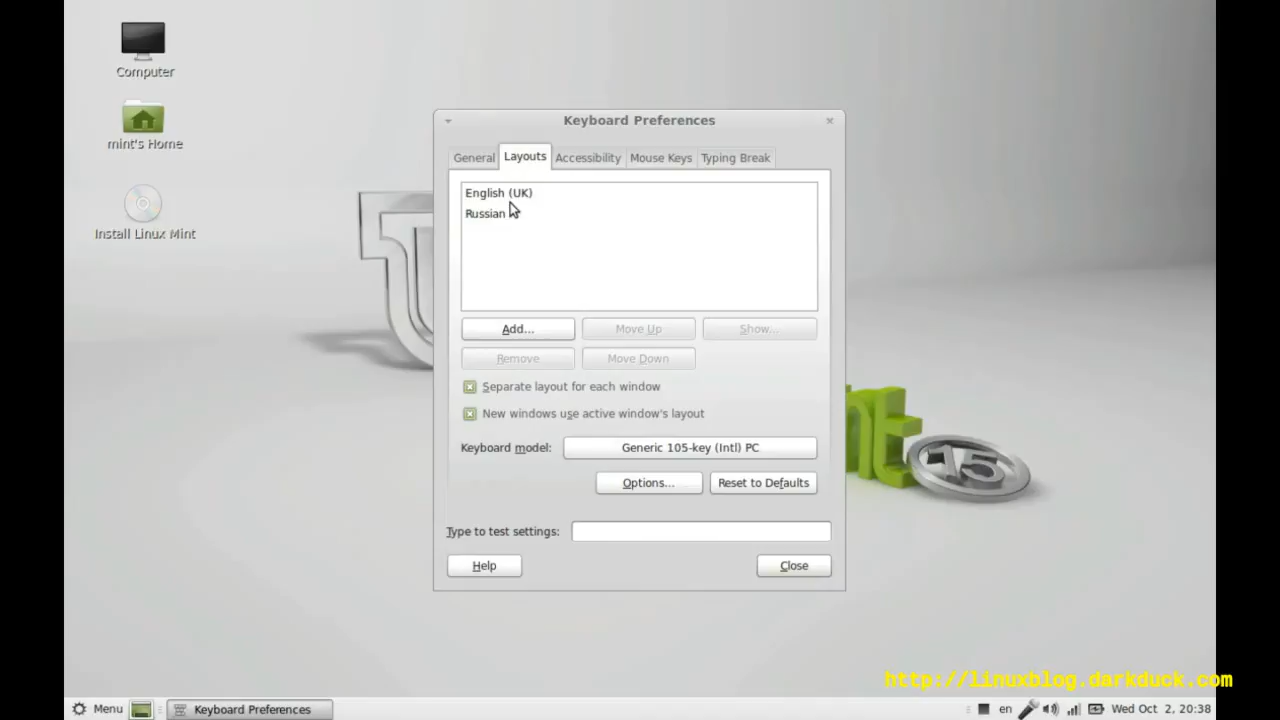 Computer
mint's Home
Install Linux Mint
Keyboard Preferences
General Layouts Accessibility Mouse Keys Typing Break
English (UK)
Russian
Add... Move Up Show...
Remove Move Down
Separate layout for each window
New windows use active window's layout
Keyboard model: Generic 105-key (Intl) PC
Options... Reset to Defaults
Type to test settings:
Help Close
nt 15
http://linuxblog.darkduck.com
Menu Keyboard Preferences en Wed Oct 2, 20:38